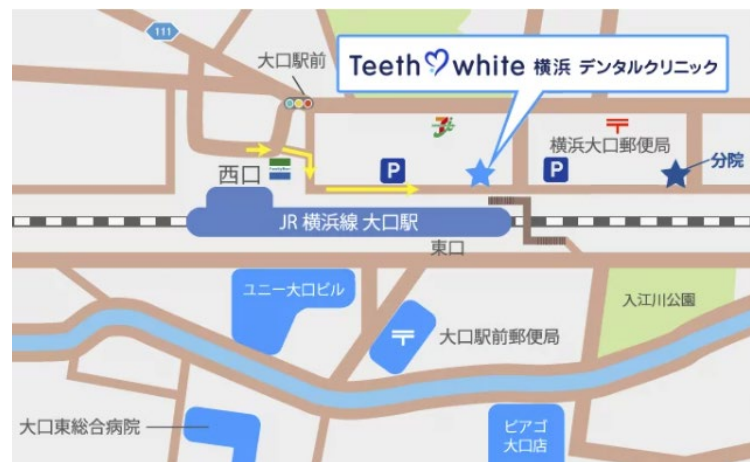 111
大口駅前
Teeth white 横浜 デンタルクリニック
横浜大口郵便局
P
P
分院
西口
FamilyMart
JR 横浜線 大口駅
東口
ユニー大口ビル
入江川公園
大口駅前郵便局
大口東総合病院
ピアゴ
大口店